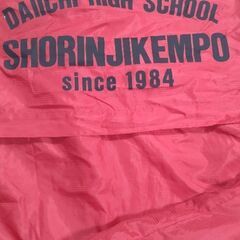 DAIICHI HIGH SCHOOL
SHORINJIKEMPO
since 1984